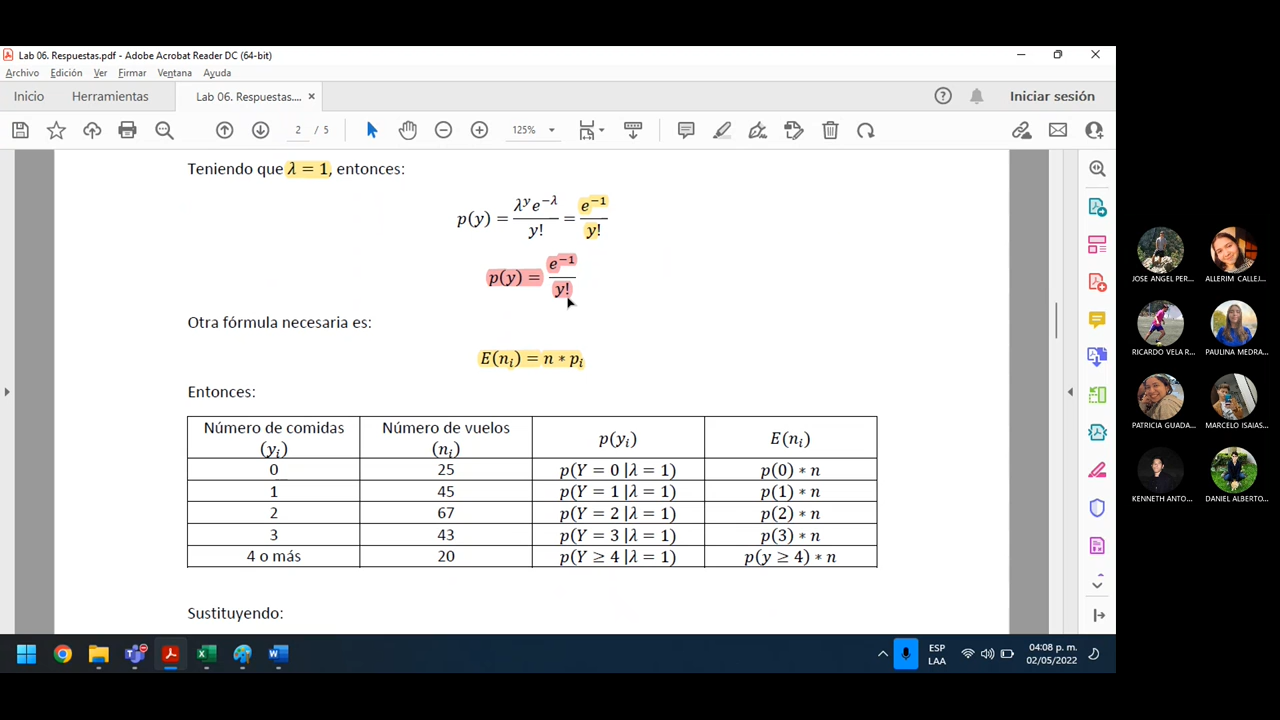 Lab 06. Respuestas.pdf - Adobe Acrobat Reader DC (64-bit)
Archivo Edición Ver Firmar Ventana Ayuda
Inicio Herramientas Lab 06. Respuestas.... × Iniciar sesión
2 / 5 125%
Teniendo que λ = 1, entonces:
p(y) = λ^y e^{−λ} / y! = e^{−1} / y!
p(y) = e^{−1} / y!
Otra fórmula necesaria es:
E(n_i) = n * p_i
Entonces:
Número de comidas (y_i) Número de vuelos (n_i) p(y_i) E(n_i)
0 25 p(Y = 0 |λ = 1) p(0) * n
1 45 p(Y = 1 |λ = 1) p(1) * n
2 67 p(Y = 2 |λ = 1) p(2) * n
3 43 p(Y = 3 |λ = 1) p(3) * n
4 o más 20 p(Y ≥ 4 |λ = 1) p(y ≥ 4) * n
Sustituyendo:
ESP
LAA
04:08 p. m.
02/05/2022
JOSE ANGEL PER... ALLERIM CALLEJ...
RICARDO VELA R... PAULINA MEDRA...
PATRICIA GUADA... MARCELO ISAIAS...
KENNETH ANTO... DANIEL ALBERTO...